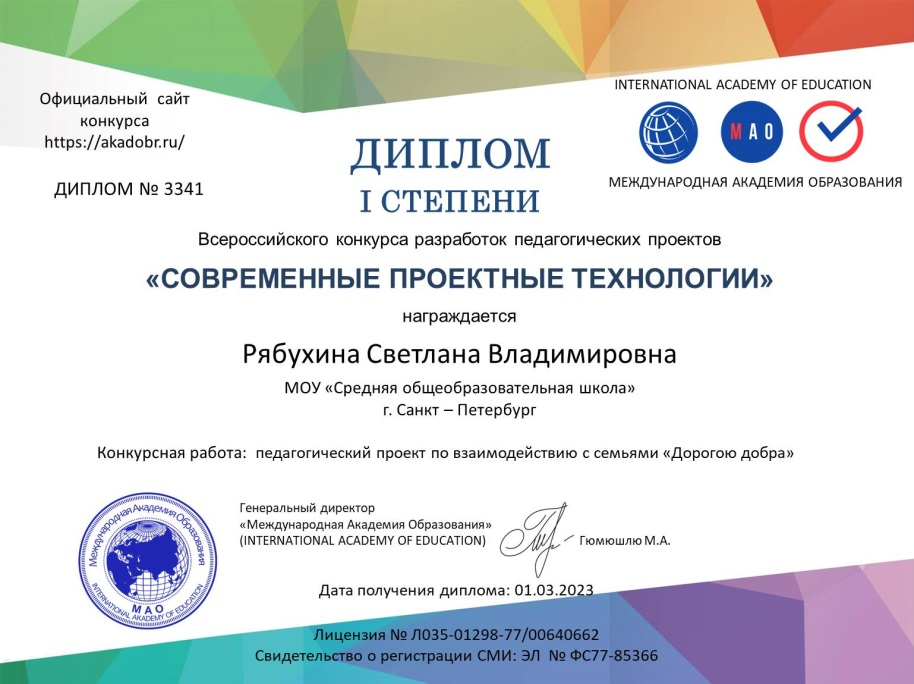 Официальный сайт
конкурса
https://akadobr.ru/
ДИПЛОМ № 3341
INTERNATIONAL ACADEMY OF EDUCATION
МАО
МЕЖДУНАРОДНАЯ АКАДЕМИЯ ОБРАЗОВАНИЯ
ДИПЛОМ
I СТЕПЕНИ
Всероссийского конкурса разработок педагогических проектов
«СОВРЕМЕННЫЕ ПРОЕКТНЫЕ ТЕХНОЛОГИИ»
награждается
Рябухина Светлана Владимировна
МОУ «Средняя общеобразовательная школа»
г. Санкт – Петербург
Конкурсная работа: педагогический проект по взаимодействию с семьями «Дорогою добра»
Международная Академия Образования
МАО
INTERNATIONAL ACADEMY OF EDUCATION
Генеральный директор
«Международная Академия Образования»
(INTERNATIONAL ACADEMY OF EDUCATION)
Гюмюшлю М.А.
Дата получения диплома: 01.03.2023
Лицензия № Л035-01298-77/00640662
Свидетельство о регистрации СМИ: ЭЛ № ФС77-85366